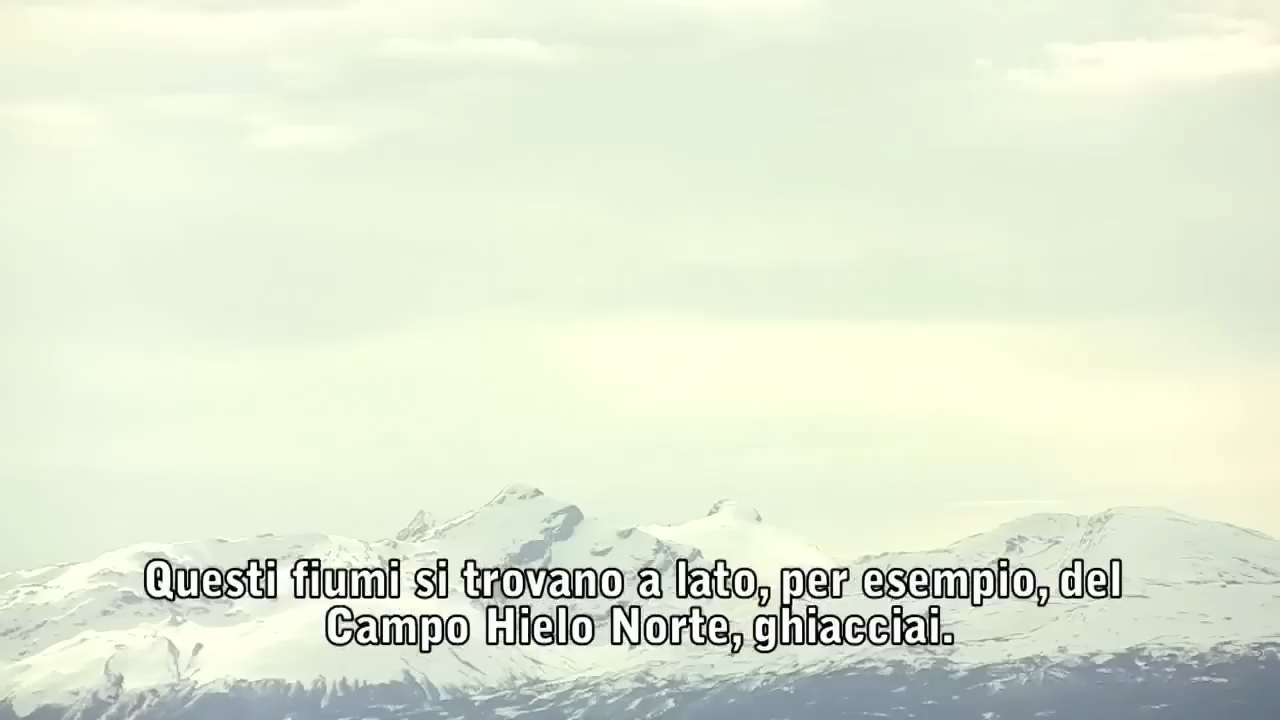 Questi fiumi si trovano a lato, per esempio, del
Campo Hielo Norte, ghiacciai.